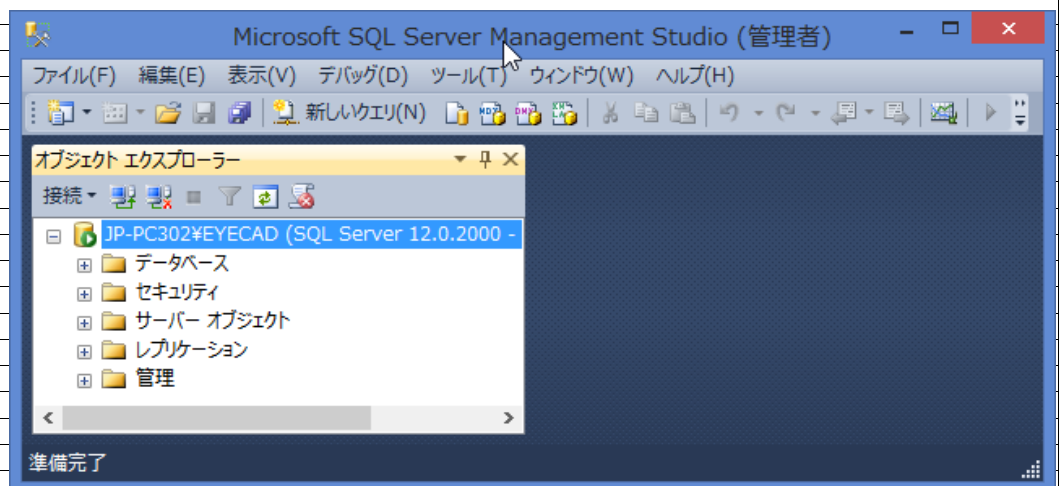 Microsoft SQL Server Management Studio (管理者)
ファイル(F) 編集(E) 表示(V) デバッグ(D) ツール(T) ウィンドウ(W) ヘルプ(H)
新しいクエリ(N)
オブジェクト エクスプローラー
接続
JP-PC302¥EYECAD (SQL Server 12.0.2000 -
データベース
セキュリティ
サーバー オブジェクト
レプリケーション
管理
準備完了